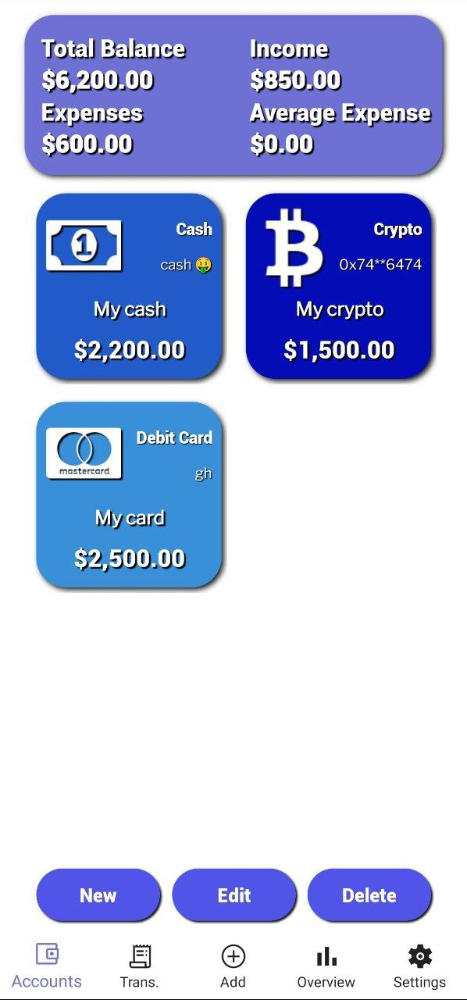 Total Balance
$6,200.00
Expenses
$600.00
Income
$850.00
Average Expense
$0.00
1
Cash
cash 🤑
My cash
$2,200.00
Crypto
0x74**6474
My crypto
$1,500.00
mastercard.
Debit Card
gh
My card
$2,500.00
New
Edit
Delete
Accounts
Trans.
Add
Overview
Settings